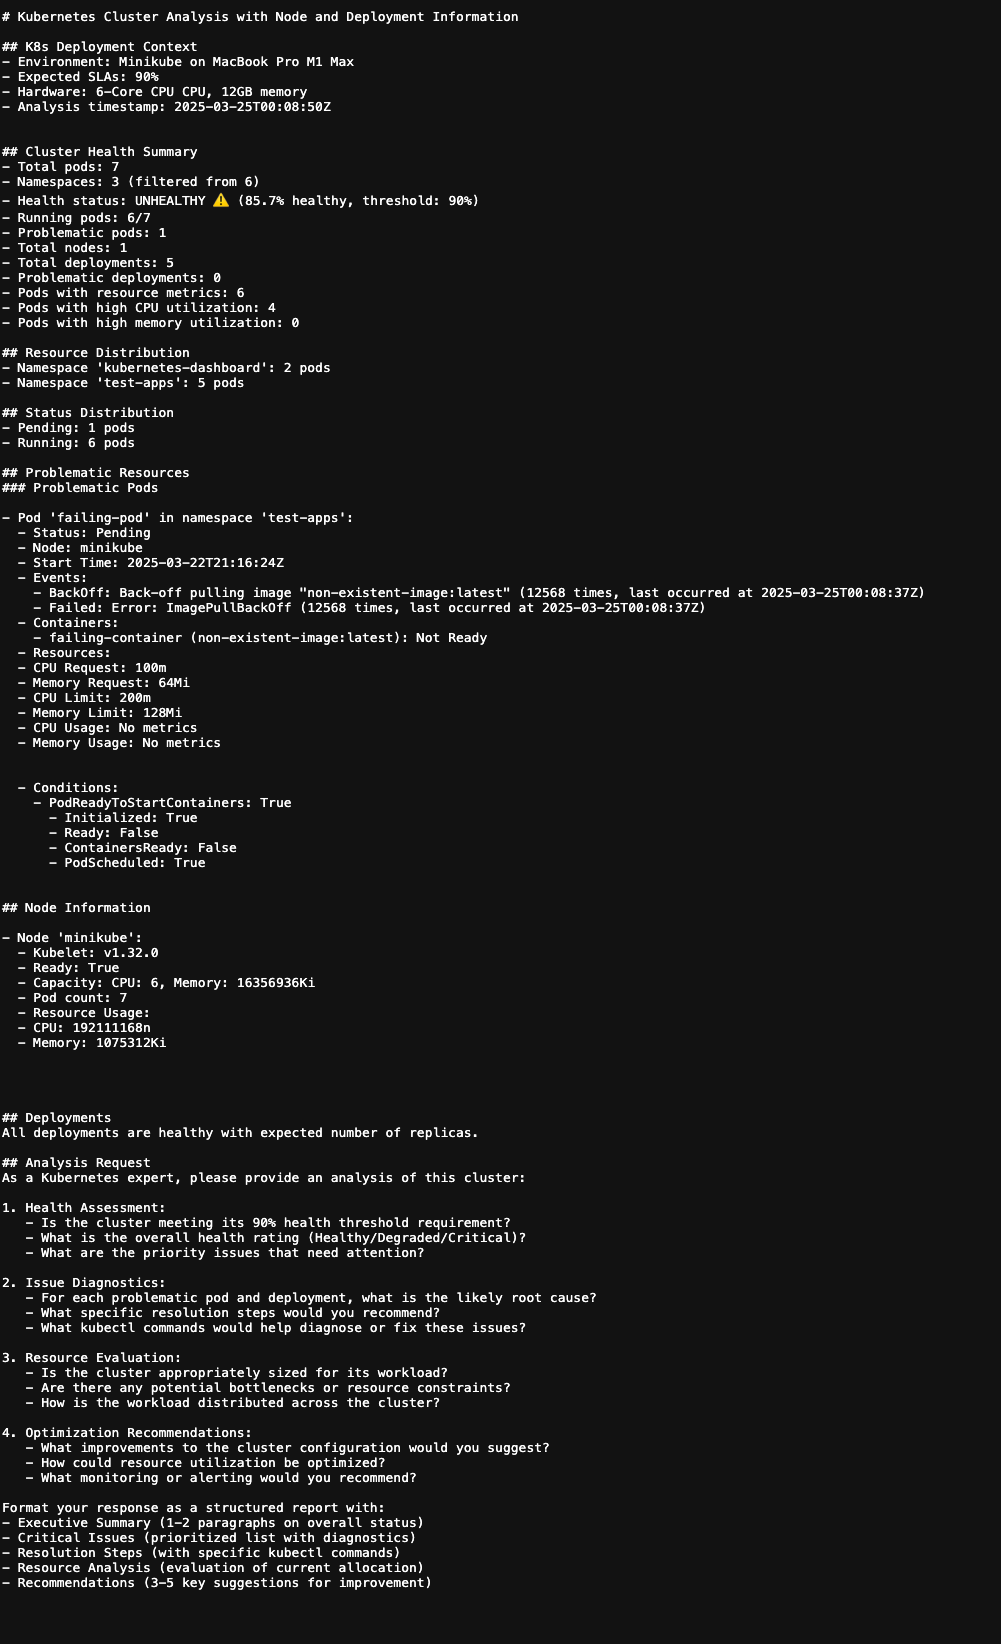 # Kubernetes Cluster Analysis with Node and Deployment Information
## K8s Deployment Context
- Environment: Minikube on MacBook Pro M1 Max
- Expected SLAs: 90%
- Hardware: 6-Core CPU CPU, 12GB memory
- Analysis timestamp: 2025-03-25T00:08:50Z
## Cluster Health Summary
- Total pods: 7
- Namespaces: 3 (filtered from 6)
- Health status: UNHEALTHY ⚠️ (85.7% healthy, threshold: 90%)
- Running pods: 6/7
- Problematic pods: 1
- Total nodes: 1
- Total deployments: 5
- Problematic deployments: 0
- Pods with resource metrics: 6
- Pods with high CPU utilization: 4
- Pods with high memory utilization: 0
## Resource Distribution
- Namespace 'kubernetes-dashboard': 2 pods
- Namespace 'test-apps': 5 pods
## Status Distribution
- Pending: 1 pods
- Running: 6 pods
## Problematic Resources
### Problematic Pods
- Pod 'failing-pod' in namespace 'test-apps':
- Status: Pending
- Node: minikube
- Start Time: 2025-03-22T21:16:24Z
- Events:
- BackOff: Back-off pulling image "non-existent-image:latest" (12568 times, last occurred at 2025-03-25T00:08:37Z)
- Failed: Error: ImagePullBackOff (12568 times, last occurred at 2025-03-25T00:08:37Z)
- Containers:
- failing-container (non-existent-image:latest): Not Ready
- Resources:
- CPU Request: 100m
- Memory Request: 64Mi
- CPU Limit: 200m
- Memory Limit: 128Mi
- CPU Usage: No metrics
- Memory Usage: No metrics
- Conditions:
- PodReadyToStartContainers: True
- Initialized: True
- Ready: False
- ContainersReady: False
- PodScheduled: True
## Node Information
- Node 'minikube':
- Kubelet: v1.32.0
- Ready: True
- Capacity: CPU: 6, Memory: 16356936Ki
- Pod count: 7
- Resource Usage:
- CPU: 192111168n
- Memory: 1075312Ki
## Deployments
All deployments are healthy with expected number of replicas.
## Analysis Request
As a Kubernetes expert, please provide an analysis of this cluster:
1. Health Assessment:
- Is the cluster meeting its 90% health threshold requirement?
- What is the overall health rating (Healthy/Degraded/Critical)?
- What are the priority issues that need attention?
2. Issue Diagnostics:
- For each problematic pod and deployment, what is the likely root cause?
- What specific resolution steps would you recommend?
- What kubectl commands would help diagnose or fix these issues?
3. Resource Evaluation:
- Is the cluster appropriately sized for its workload?
- Are there any potential bottlenecks or resource constraints?
- How is the workload distributed across the cluster?
4. Optimization Recommendations:
- What improvements to the cluster configuration would you suggest?
- How could resource utilization be optimized?
- What monitoring or alerting would you recommend?
Format your response as a structured report with:
- Executive Summary (1-2 paragraphs on overall status)
- Critical Issues (prioritized list with diagnostics)
- Resolution Steps (with specific kubectl commands)
- Resource Analysis (evaluation of current allocation)
- Recommendations (3-5 key suggestions for improvement)